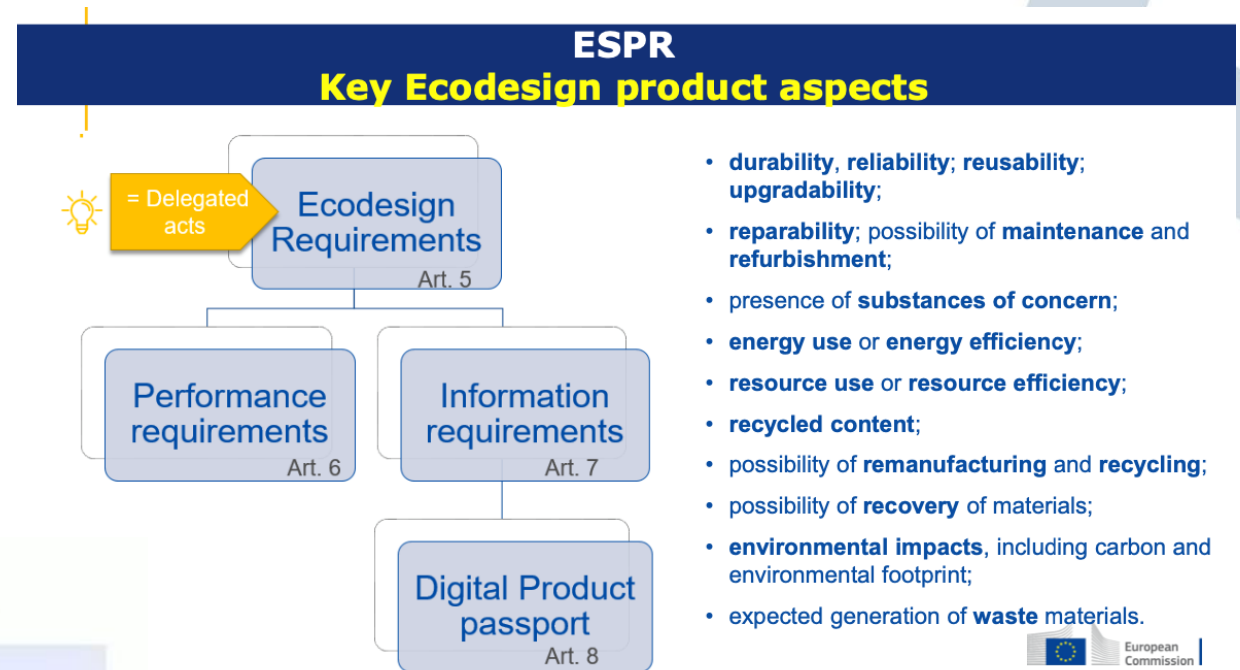 ESPR
Key Ecodesign product aspects
= Delegated
acts
Ecodesign
Requirements
Art. 5
Performance
requirements
Art. 6
Information
requirements
Art. 7
Digital Product
passport
Art. 8
• durability, reliability; reusability;
upgradability;
• reparability; possibility of maintenance and
refurbishment;
• presence of substances of concern;
• energy use or energy efficiency;
• resource use or resource efficiency;
• recycled content;
• possibility of remanufacturing and recycling;
• possibility of recovery of materials;
• environmental impacts, including carbon and
environmental footprint;
• expected generation of waste materials.
European
Commission